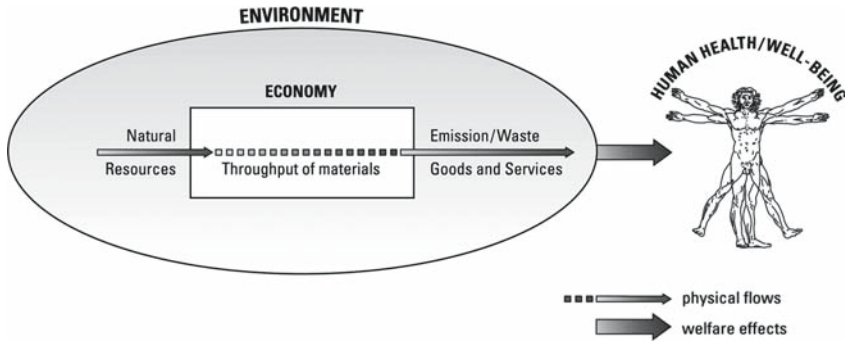 ENVIRONMENT
HUMAN HEALTH/WELL-BEING
ECONOMY
Natural
Resources
Throughput of materials
Emission/Waste
Goods and Services
physical flows
welfare effects